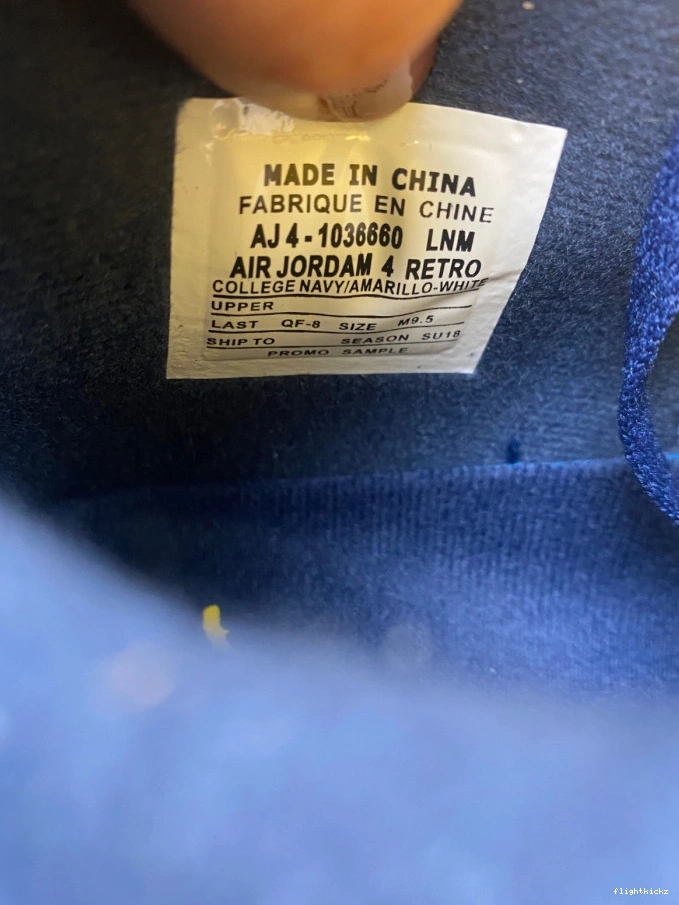 MADE IN CHINA
FABRIQUE EN CHINE
AJ 4-1036660 LNM
AIR JORDAM 4 RETRO
COLLEGE NAVY/AMARILLO-WHITE
UPPER
LAST QF-8 SIZE M9.5
SHIP TO SEASON SU18
PROMO SAMPLE
flightkickz